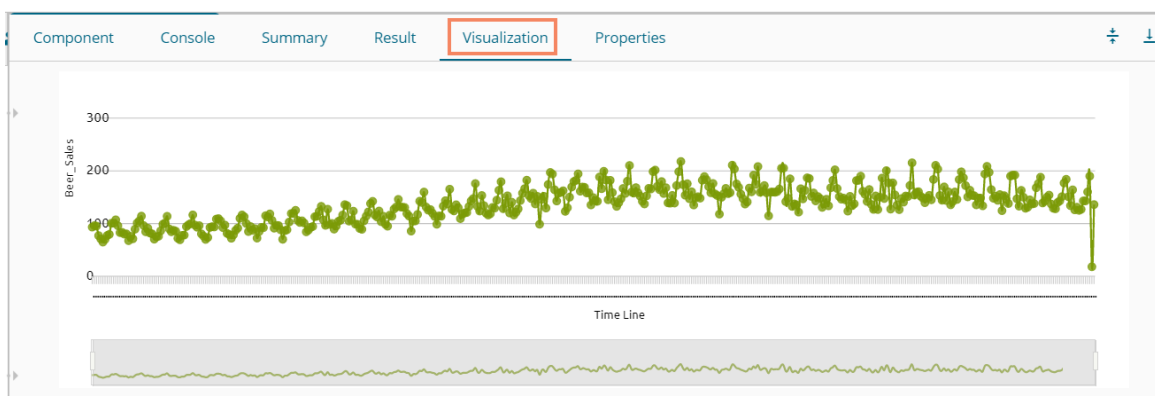 Component Console Summary Result Visualization Properties
300
Beer_Sales
200
100
0
Time Line